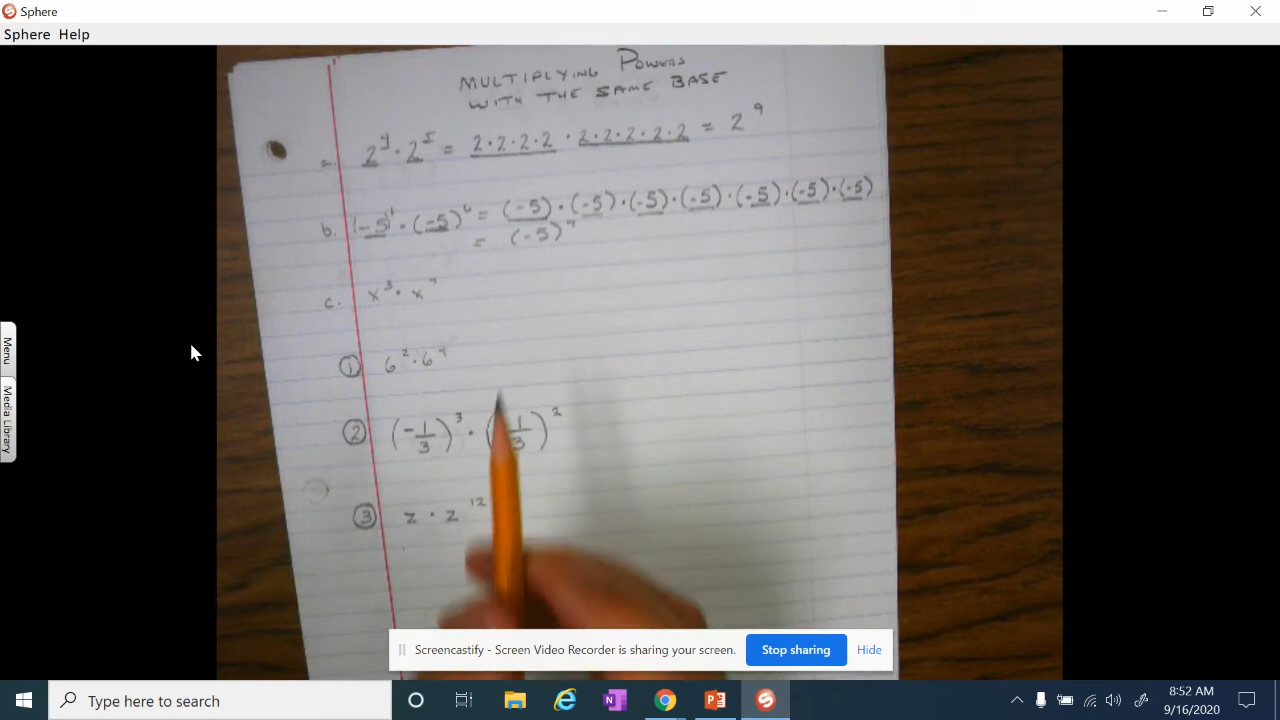 Sphere
Sphere Help
MULTIPLYING POWERS
WITH THE SAME BASE
a. 2⁴ · 2⁵ = 2·2·2·2 · 2·2·2·2·2 = 2⁹
b. (-5)¹ · (-5)⁶ = (-5)·(-5)·(-5)·(-5)·(-5)·(-5)·(-5)
= (-5)⁷
c. x³ · x⁷
① 6² · 6⁴
② (-1/3)³ · (1/3)²
③ z · z¹²
Menu
Media Library
Screencastify - Screen Video Recorder is sharing your screen.
Stop sharing
Hide
Type here to search
8:52 AM
9/16/2020